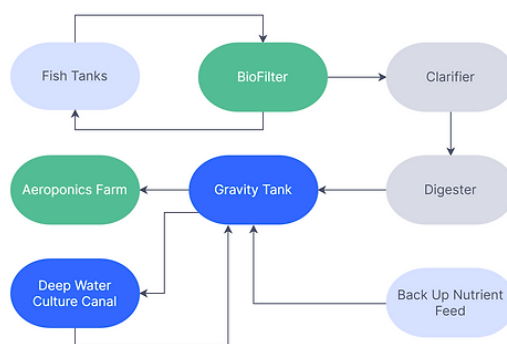 Fish Tanks
BioFilter
Clarifier
Aeroponics Farm
Gravity Tank
Digester
Deep Water
Culture Canal
Back Up Nutrient
Feed